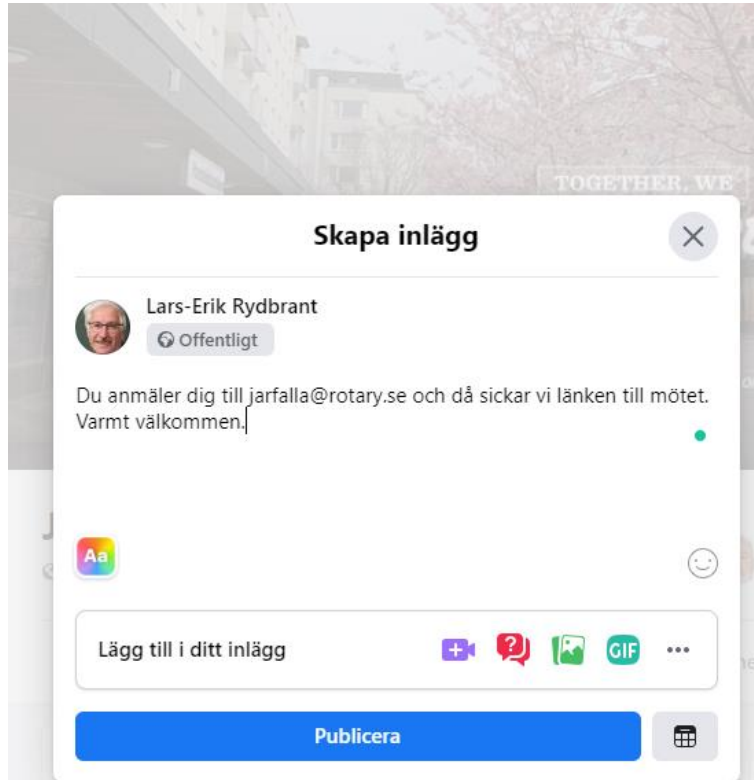 TOGETHER, WE
Skapa inlägg
Lars-Erik Rydbrant
Offentligt
Du anmäler dig till jarfalla@rotary.se och då sickar vi länken till mötet.
Varmt välkommen.
Aa
Lägg till i ditt inlägg
GIF
Publicera